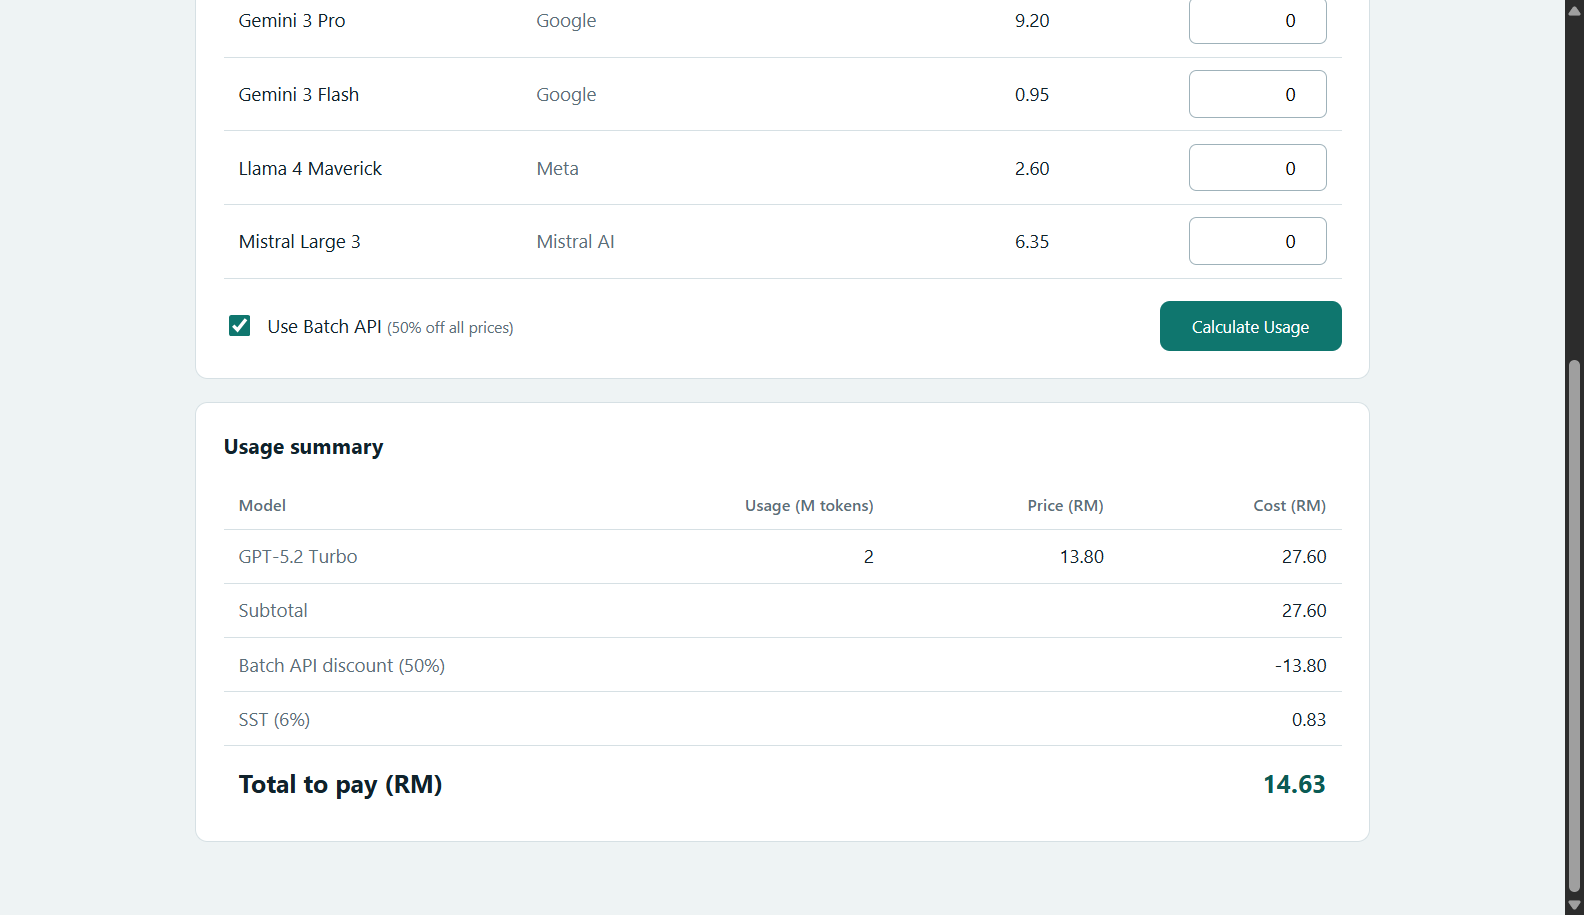 Gemini 3 Pro Google 9.20 0
Gemini 3 Flash Google 0.95 0
Llama 4 Maverick Meta 2.60 0
Mistral Large 3 Mistral AI 6.35 0
Use Batch API (50% off all prices) Calculate Usage
Usage summary
Model Usage (M tokens) Price (RM) Cost (RM)
GPT-5.2 Turbo 2 13.80 27.60
Subtotal 27.60
Batch API discount (50%) -13.80
SST (6%) 0.83
Total to pay (RM) 14.63